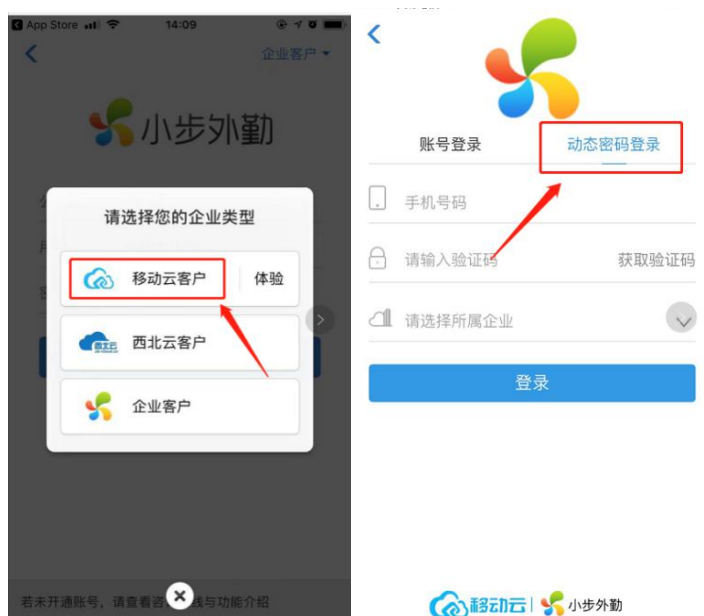 App Store
14:09
企业客户
小步外勤
请选择您的企业类型
移动云客户
体验
西北云客户
企业客户
若未开通账号，请查看咨
线与功能介绍
账号登录
动态密码登录
手机号码
请输入验证码
获取验证码
请选择所属企业
登录
移动云
小步外勤